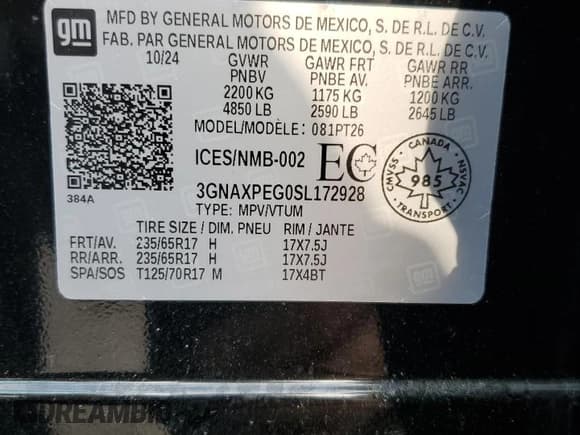 gm
MFD BY GENERAL MOTORS DE MEXICO, S. DE R.L. DE C.V.
FAB. PAR GENERAL MOTORS DE MEXICO, S. DE R.L. DE C.V.
10/24 GVWR GAWR FRT GAWR RR
PNBV PNBE AV. PNBE ARR.
2200 KG 1175 KG 1200 KG
4850 LB 2590 LB 2645 LB
MODEL/MODÈLE: 081PT26
ICES/NMB-002 EC
CANADA
CMVSS 985 NSVAC
TRANSPORT
384A
3GNAXPEG0SL172928
TYPE: MPV/VTUM
TIRE SIZE / DIM. PNEU RIM / JANTE
FRT/AV. 235/65R17 H 17X7.5J
RR/ARR. 235/65R17 H 17X7.5J
SPA/SOS T125/70R17 M 17X4BT